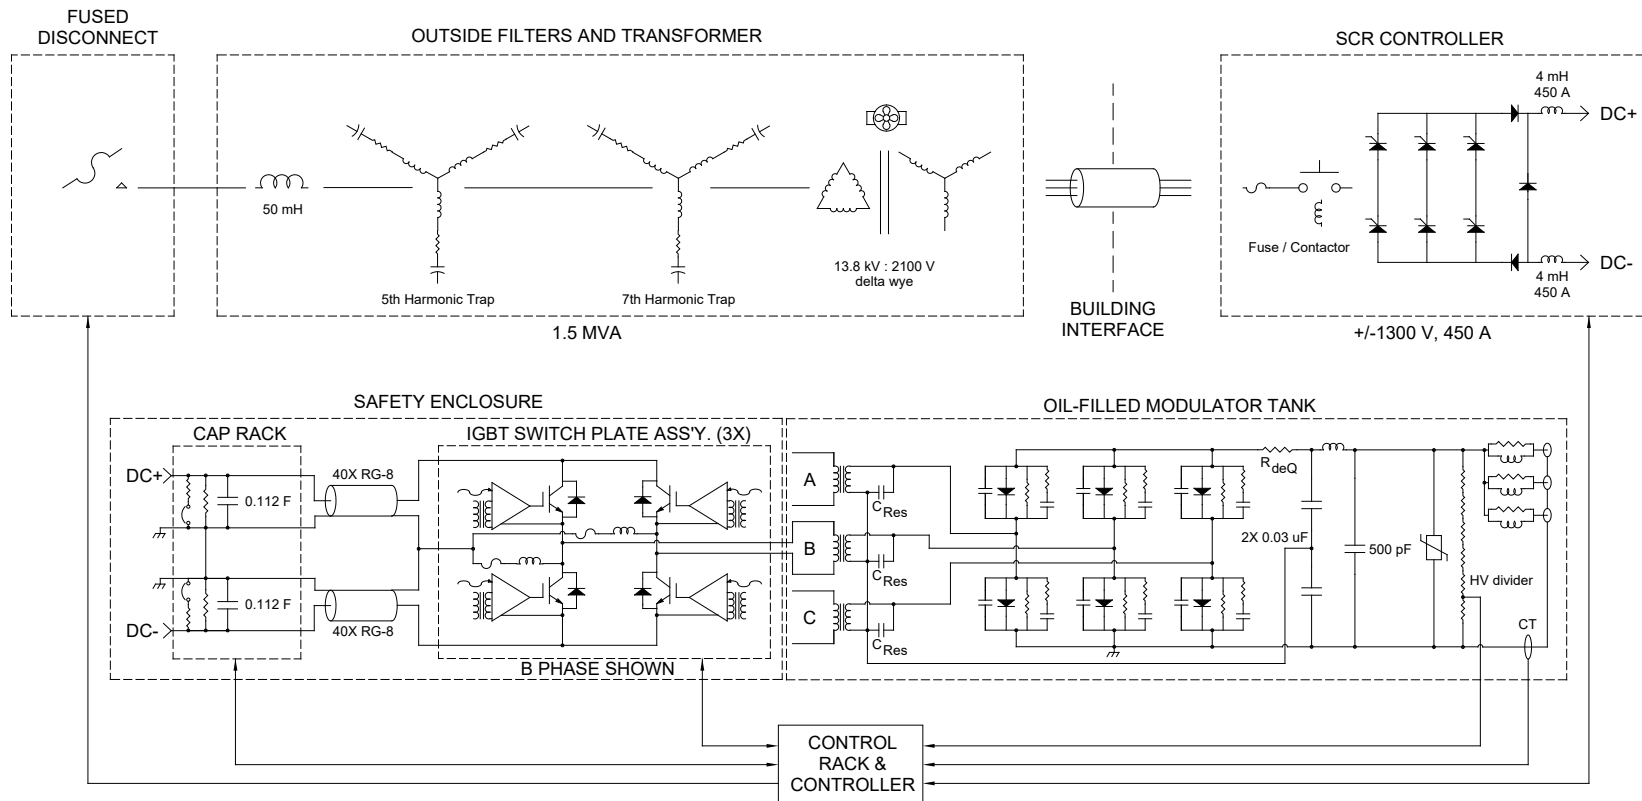 FUSED
DISCONNECT
OUTSIDE FILTERS AND TRANSFORMER
SCR CONTROLLER
50 mH
5th Harmonic Trap
7th Harmonic Trap
13.8 kV : 2100 V
delta wye
BUILDING
INTERFACE
Fuse / Contactor
4 mH
450 A
DC+
DC-
4 mH
450 A
1.5 MVA
+/-1300 V, 450 A
SAFETY ENCLOSURE
OIL-FILLED MODULATOR TANK
CAP RACK
IGBT SWITCH PLATE ASS'Y. (3X)
DC+
0.112 F
40X RG-8
0.112 F
DC-
40X RG-8
B PHASE SHOWN
A
CRes
B
CRes
C
CRes
RdeQ
2X 0.03 uF
500 pF
HV divider
CT
CONTROL
RACK &
CONTROLLER